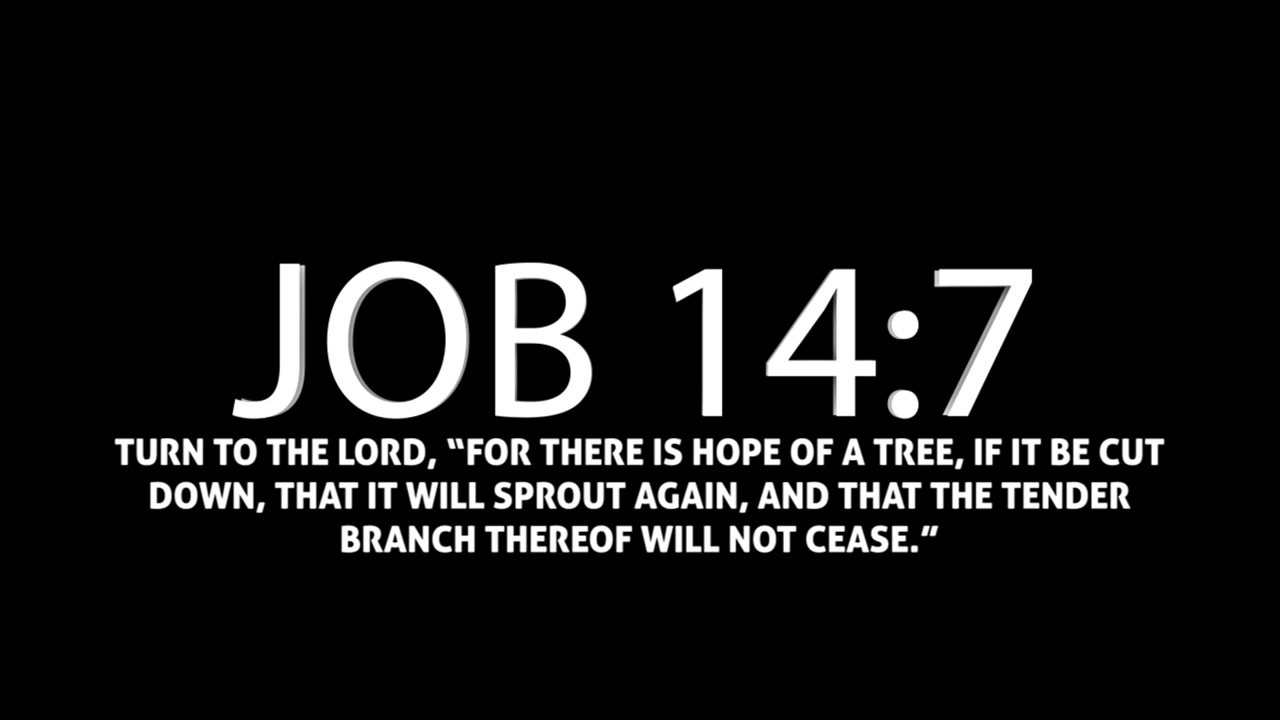 JOB 14:7
TURN TO THE LORD, “FOR THERE IS HOPE OF A TREE, IF IT BE CUT
DOWN, THAT IT WILL SPROUT AGAIN, AND THAT THE TENDER
BRANCH THEREOF WILL NOT CEASE.”